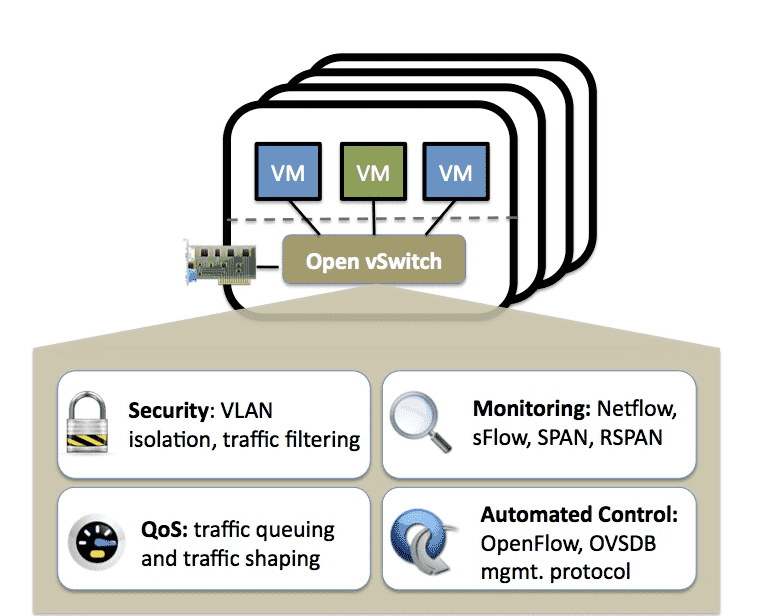 VM VM VM
Open vSwitch
Security: VLAN
isolation, traffic filtering
Monitoring: Netflow,
sFlow, SPAN, RSPAN
QoS: traffic queuing
and traffic shaping
Automated Control:
OpenFlow, OVSDB
mgmt. protocol